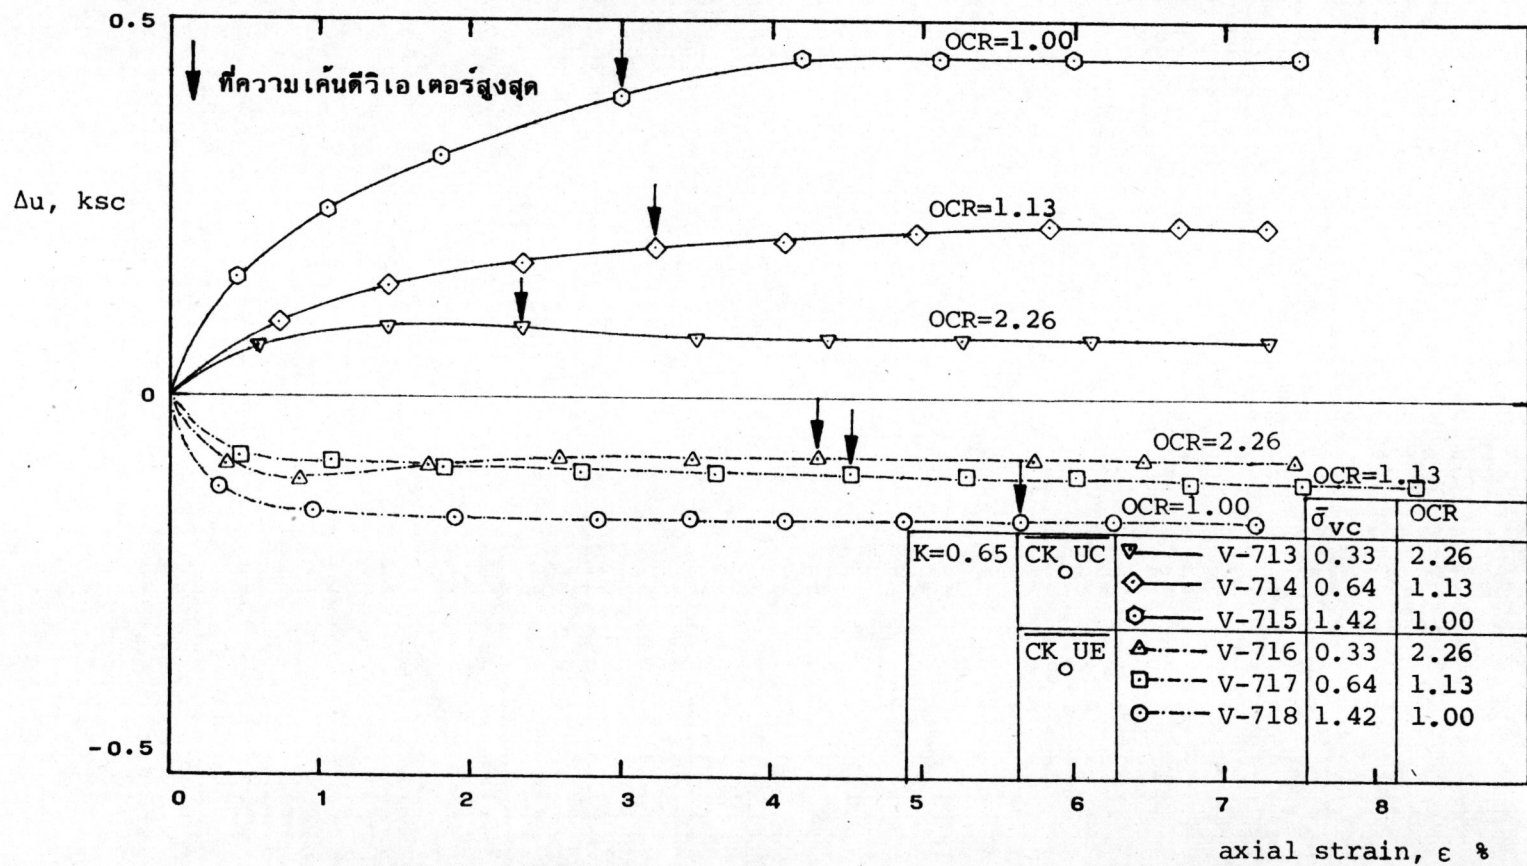 0.5
OCR=1.00
ที่ความเค้นดีวิเอเตอร์สูงสุด
Δu, ksc
OCR=1.13
OCR=2.26
0
OCR=2.26
OCR=1.13
OCR=1.00
σ̄vc OCR
K=0.65 CK₀UC V-713 0.33 2.26
V-714 0.64 1.13
V-715 1.42 1.00
CK₀UE V-716 0.33 2.26
V-717 0.64 1.13
V-718 1.42 1.00
-0.5
0 1 2 3 4 5 6 7 8
axial strain, ε %